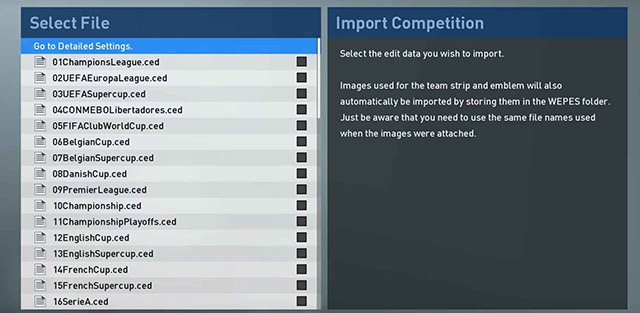 Select File
Go to Detailed Settings.
01ChampionsLeague.ced
02UEFAEuropaLeague.ced
03UEFASupercup.ced
04CONMEBOLibertadores.ced
05FIFAClubWorldCup.ced
06BelgianCup.ced
07BelgianSupercup.ced
08DanishCup.ced
09PremierLeague.ced
10Championship.ced
11ChampionshipPlayoffs.ced
12EnglishCup.ced
13EnglishSupercup.ced
14FrenchCup.ced
15FrenchSupercup.ced
16SerieA.ced
Import Competition
Select the edit data you wish to import.
Images used for the team strip and emblem will also
automatically be imported by storing them in the WEPES folder.
Just be aware that you need to use the same file names used
when the images were attached.